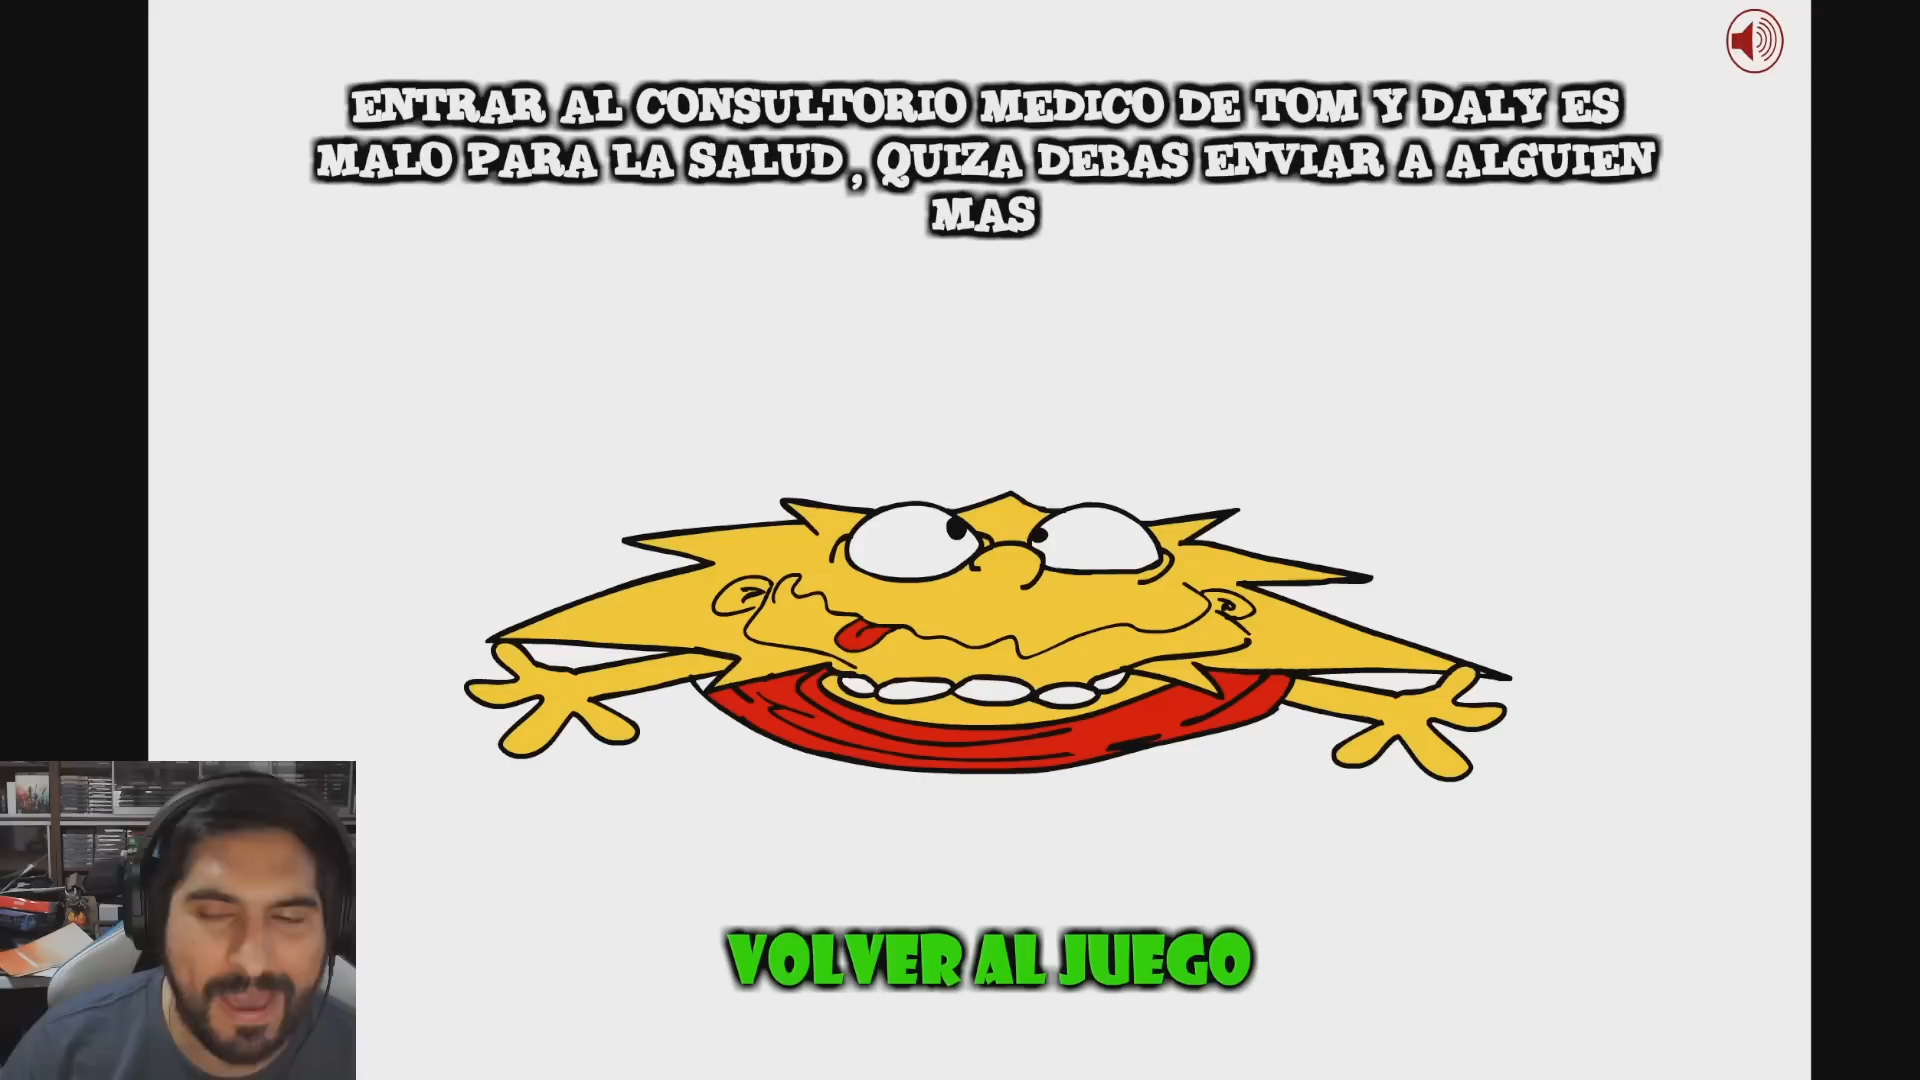 ENTRAR AL CONSULTORIO MEDICO DE TOM Y DALY ES
MALO PARA LA SALUD, QUIZA DEBAS ENVIAR A ALGUIEN
MAS
VOLVER AL JUEGO